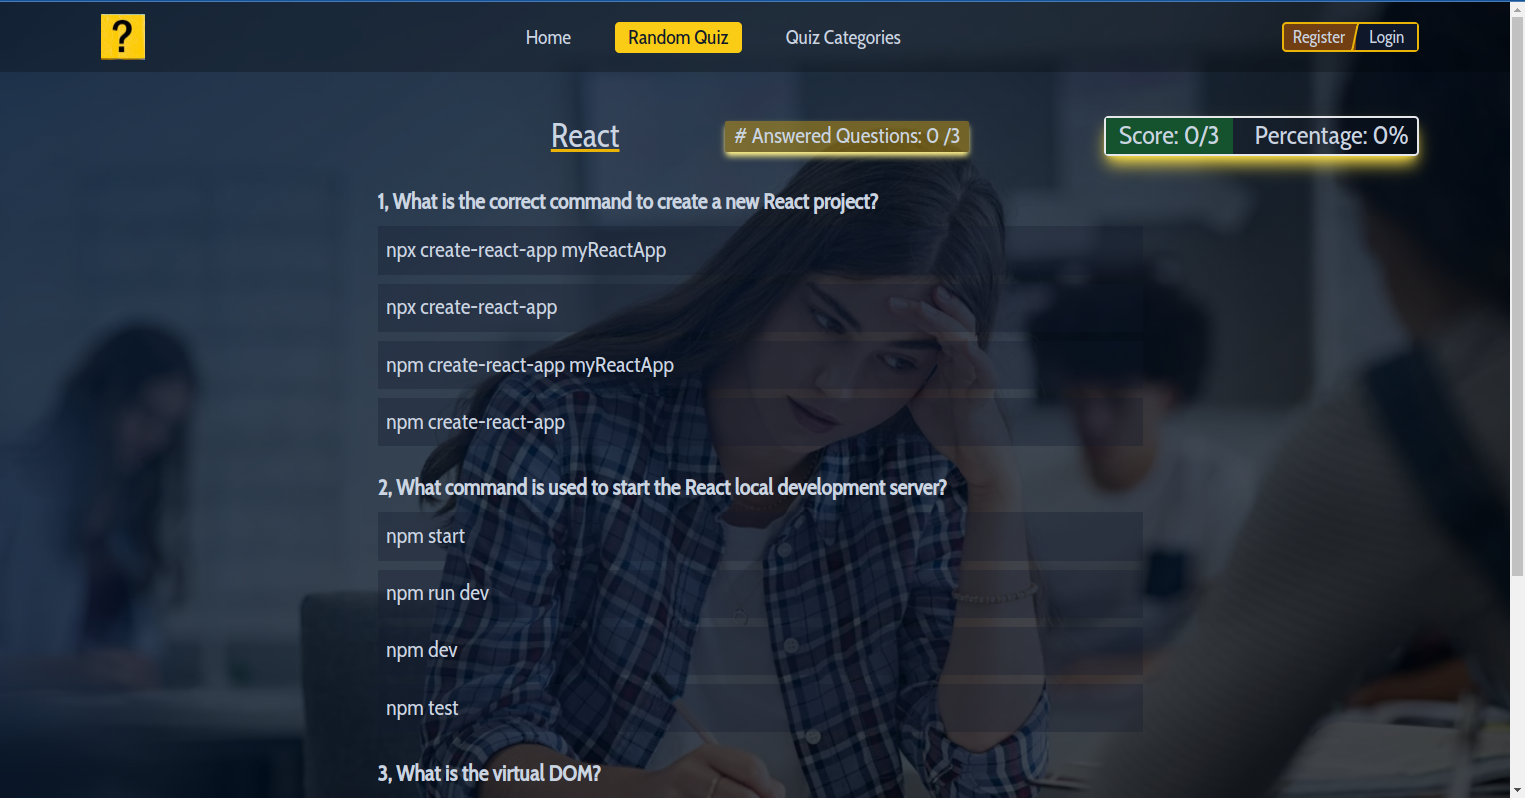 ?
Home
Random Quiz
Quiz Categories
Register
Login
React
# Answered Questions: 0 /3
Score: 0/3
Percentage: 0%
1, What is the correct command to create a new React project?
npx create-react-app myReactApp
npx create-react-app
npm create-react-app myReactApp
npm create-react-app
2, What command is used to start the React local development server?
npm start
npm run dev
npm dev
npm test
3, What is the virtual DOM?